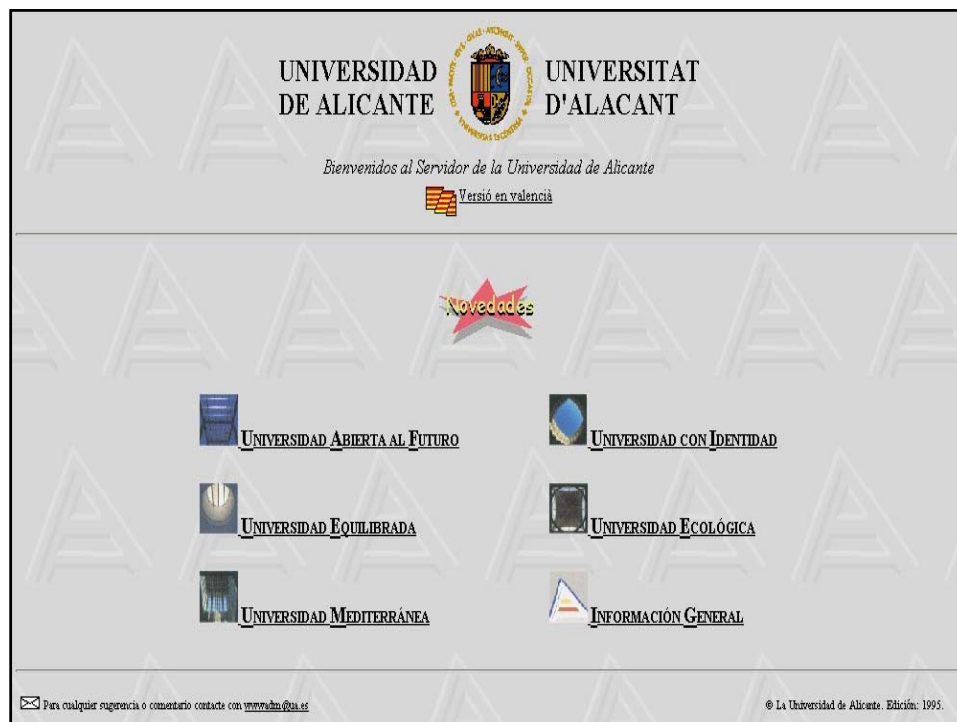 UNIVERSIDAD
DE ALICANTE
UNIVERSITAT
D'ALACANT
Bienvenidos al Servidor de la Universidad de Alicante
Versió en valencià
Novedades
UNIVERSIDAD ABIERTA AL FUTURO
UNIVERSIDAD CON IDENTIDAD
UNIVERSIDAD EQUILIBRADA
UNIVERSIDAD ECOLÓGICA
UNIVERSIDAD MEDITERRÁNEA
INFORMACIÓN GENERAL
Para cualquier sugerencia o comentario contacte con wwwadm@ua.es
© La Universidad de Alicante. Edición: 1995.